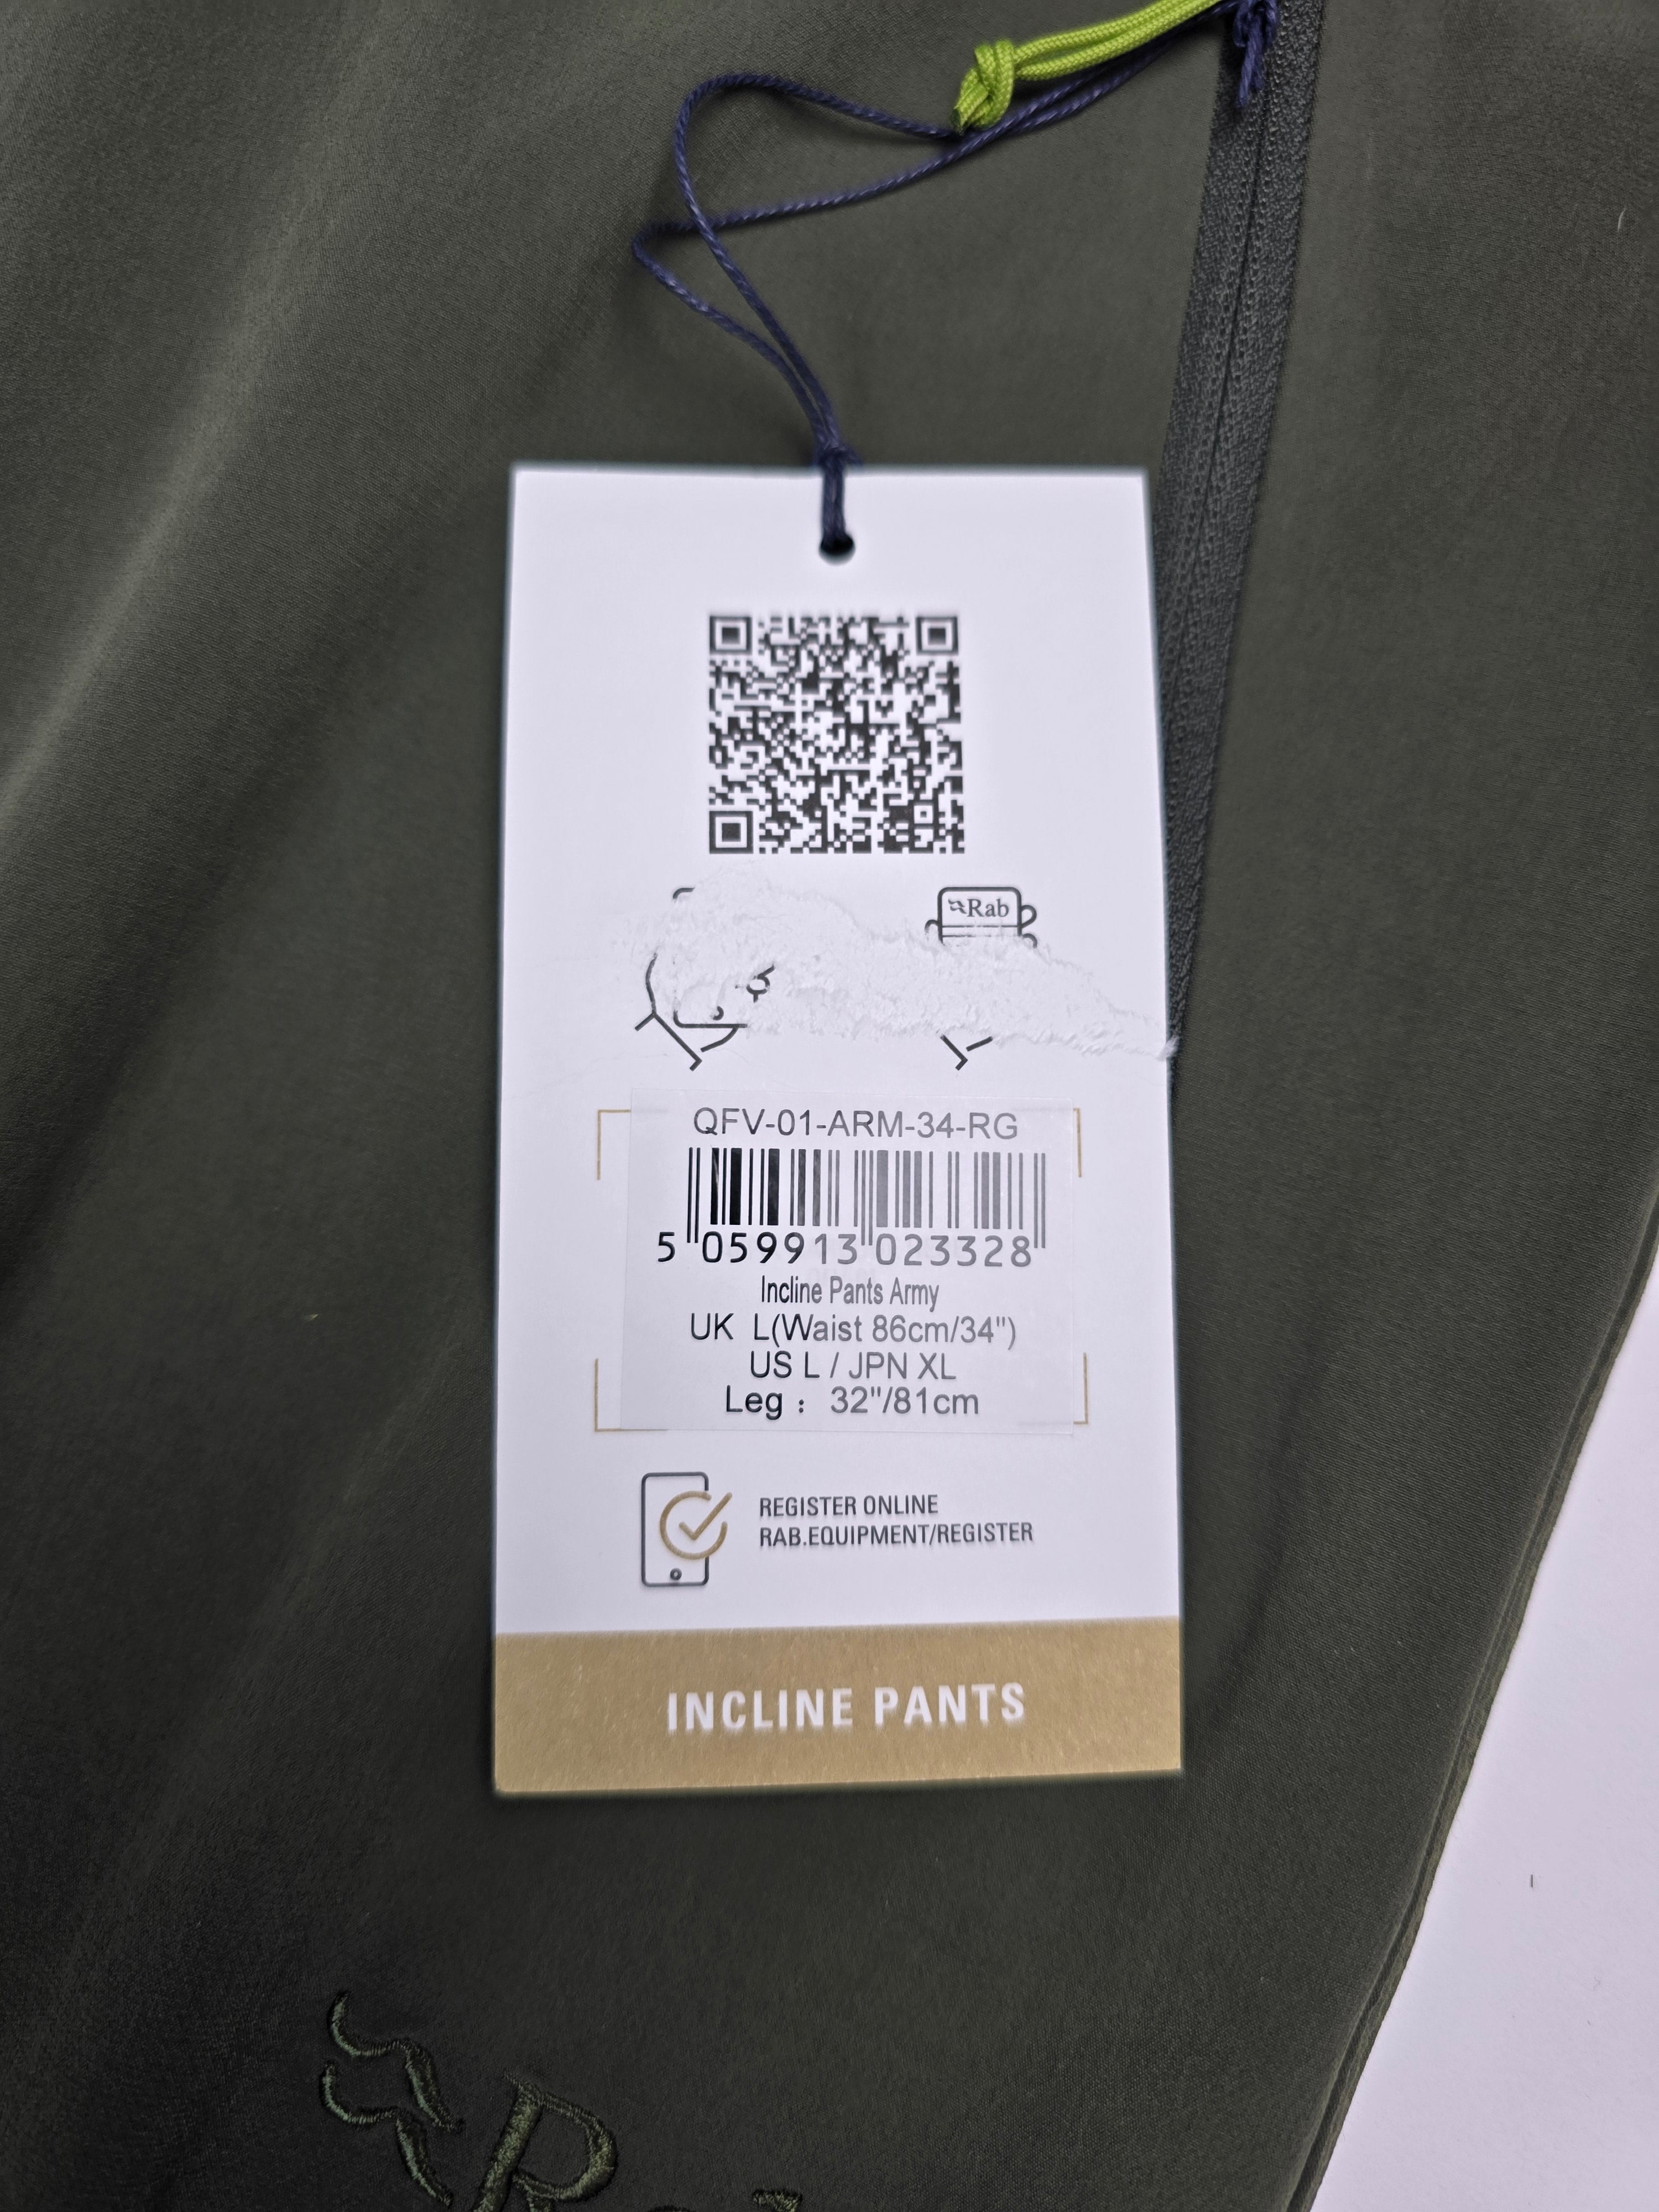 Rab
QFV-01-ARM-34-RG
5 059913 023328
Incline Pants Army
UK L(Waist 86cm/34")
US L / JPN XL
Leg : 32"/81cm
REGISTER ONLINE
RAB.EQUIPMENT/REGISTER
INCLINE PANTS
Rab